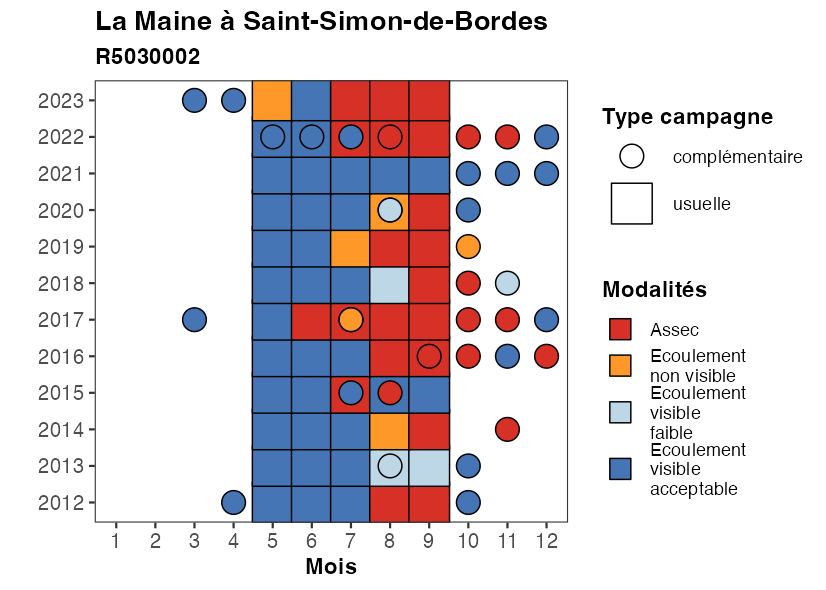 La Maine à Saint-Simon-de-Bordes
R5030002
2023
2022
2021
2020
2019
2018
2017
2016
2015
2014
2013
2012
1 2 3 4 5 6 7 8 9 10 11 12
Mois
Type campagne
complémentaire
usuelle
Modalités
Assec
Ecoulement
non visible
Ecoulement
visible
faible
Ecoulement
visible
acceptable